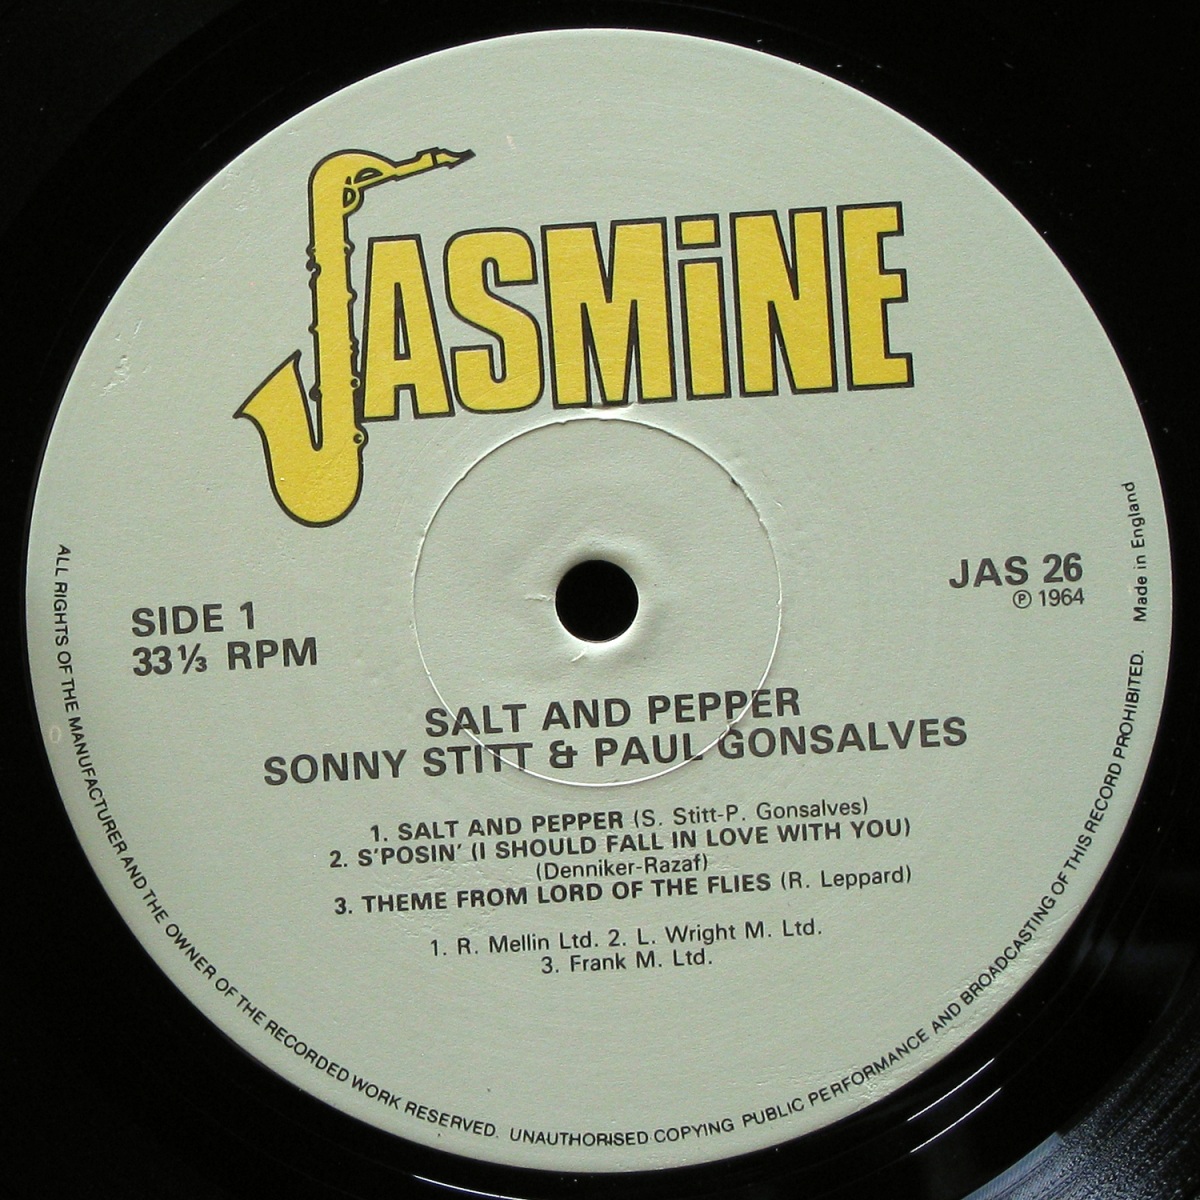 JASMiNE
SIDE 1
33⅓ RPM
JAS 26
℗ 1964
Made in England
SALT AND PEPPER
SONNY STITT & PAUL GONSALVES
1. SALT AND PEPPER (S. Stitt-P. Gonsalves)
2. S'POSIN' (I SHOULD FALL IN LOVE WITH YOU)
(Denniker-Razaf)
3. THEME FROM LORD OF THE FLIES (R. Leppard)
1. R. Mellin Ltd. 2. L. Wright M. Ltd.
3. Frank M. Ltd.
ALL RIGHTS OF THE MANUFACTURER AND THE OWNER OF THE RECORDED WORK RESERVED. UNAUTHORISED COPYING PUBLIC PERFORMANCE AND BROADCASTING OF THIS RECORD PROHIBITED.